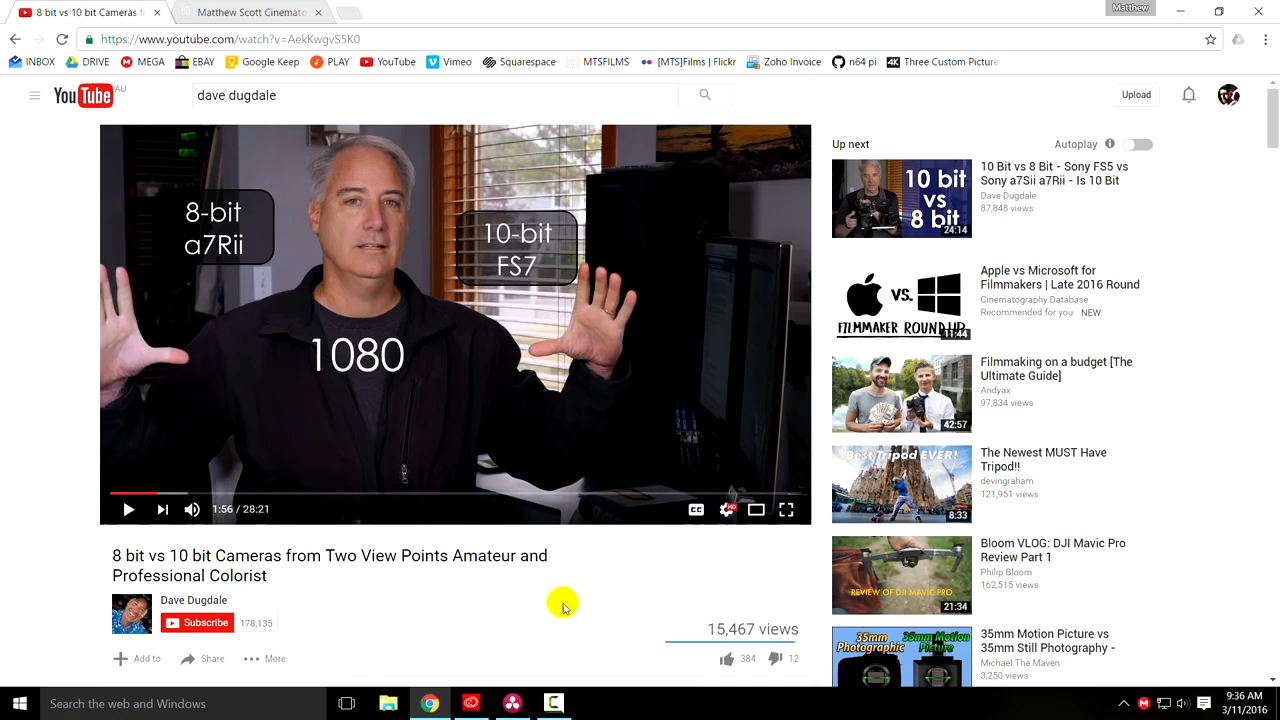 8 bit vs 10 bit Cameras f
Matthew Scott Cinemato
Matthew
https://www.youtube.com/watch?v=AekKwgvS5K0
INBOX DRIVE MEGA EBAY Google Keep PLAY YouTube Vimeo Squarespace MTSFILMS [MTS]Films | Flickr Zoho Invoice n64 pi 4K Three Custom Picture
YouTube AU
dave dugdale
Upload
8-bit
a7Rii
10-bit
FS7
1080
1:56 / 28:21
CC
HD
8 bit vs 10 bit Cameras from Two View Points Amateur and
Professional Colorist
Dave Dugdale
Subscribe 178,135
15,467 views
Add to Share More
384 12
Up next
Autoplay
10 bit
vs
8 bit
24:14
10 Bit vs 8 Bit - Sony FS5 vs
Sony a7Sii a7Rii - Is 10 Bit
Dave Dugdale
87,848 views
VS.
FILMMAKER ROUND UP
11:44
Apple vs Microsoft for
Filmmakers | Late 2016 Round
Cinematography Database
Recommended for you NEW
42:57
Filmmaking on a budget [The
Ultimate Guide]
Andyax
97,834 views
Best Tripod EVER!
8:33
The Newest MUST Have
Tripod!!
devingraham
121,951 views
REVIEW OF DJI MAVIC PRO
21:34
Bloom VLOG: DJI Mavic Pro
Review Part 1
Philip Bloom
162,515 views
35mm
Photographic
35mm Motion
Picture
35mm Motion Picture vs
35mm Still Photography -
Michael The Maven
3,250 views
Search the web and Windows
9:36 AM
3/11/2016